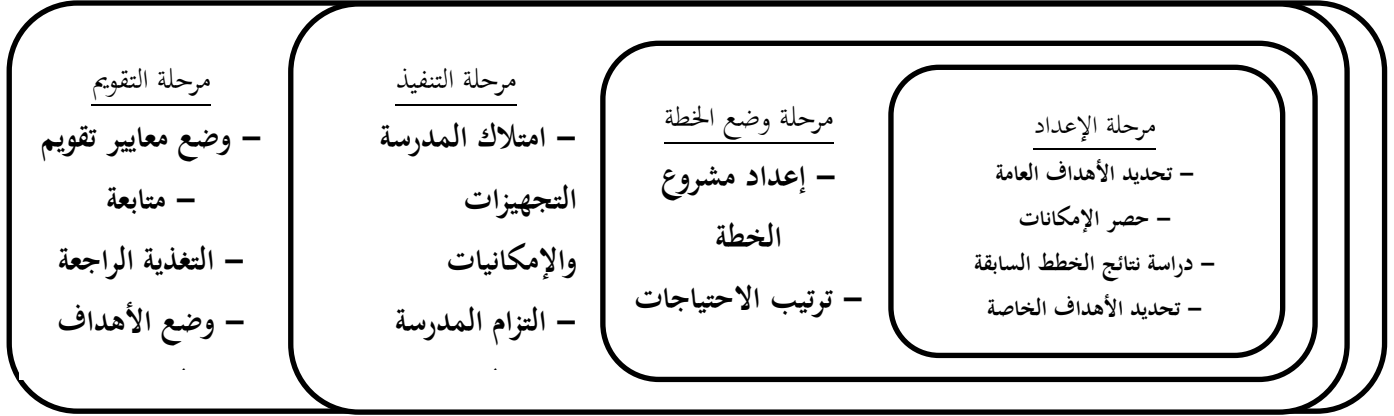 مرحلة الإعداد
– تحديد الأهداف العامة
– حصر الإمكانات
– دراسة نتائج الخطط السابقة
– تحديد الأهداف الخاصة
مرحلة وضع الخطة
– إعداد مشروع
الخطة
– ترتيب الاحتياجات
مرحلة التنفيذ
– امتلاك المدرسة
التجهيزات
والإمكانيات
– التزام المدرسة
مرحلة التقويم
– وضع معايير تقويم
– متابعة
– التغذية الراجعة
– وضع الأهداف